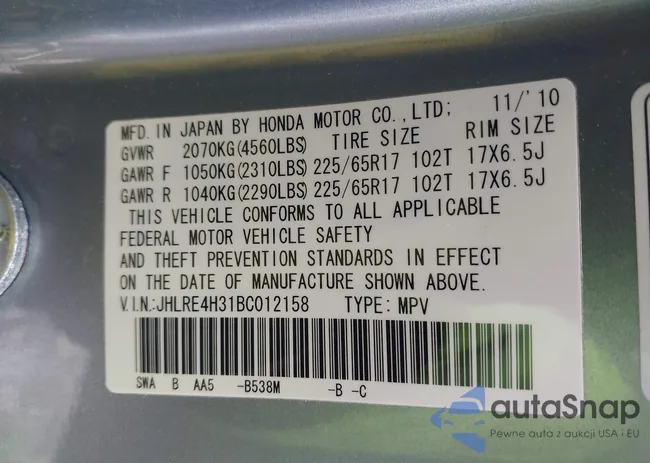 MFD. IN JAPAN BY HONDA MOTOR CO.,LTD; 11/'10
GVWR 2070KG(4560LBS) TIRE SIZE RIM SIZE
GAWR F 1050KG(2310LBS) 225/65R17 102T 17X6.5J
GAWR R 1040KG(2290LBS) 225/65R17 102T 17X6.5J
THIS VEHICLE CONFORMS TO ALL APPLICABLE
FEDERAL MOTOR VEHICLE SAFETY
AND THEFT PREVENTION STANDARDS IN EFFECT
ON THE DATE OF MANUFACTURE SHOWN ABOVE.
V.I.N.:JHLRE4H31BC012158 TYPE: MPV
SWA B AA5 -B538M -B -C
autaSnap
Pewne auta z aukcji USA i EU